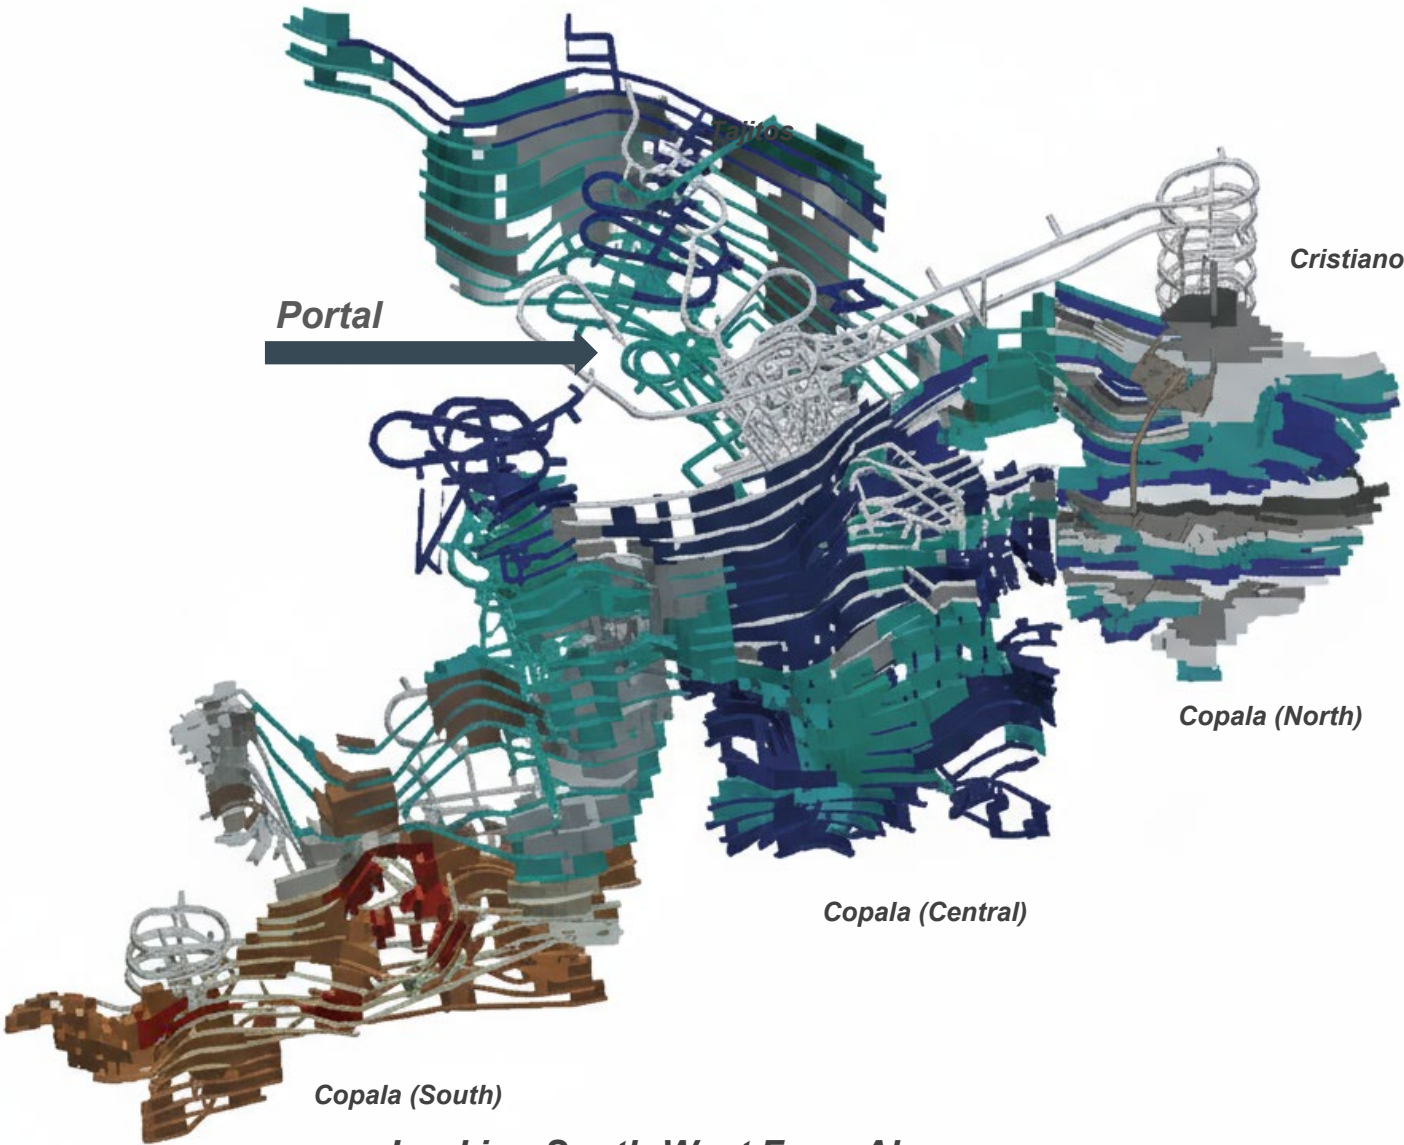 Talitos
Cristiano
Portal
Copala (North)
Copala (Central)
Copala (South)